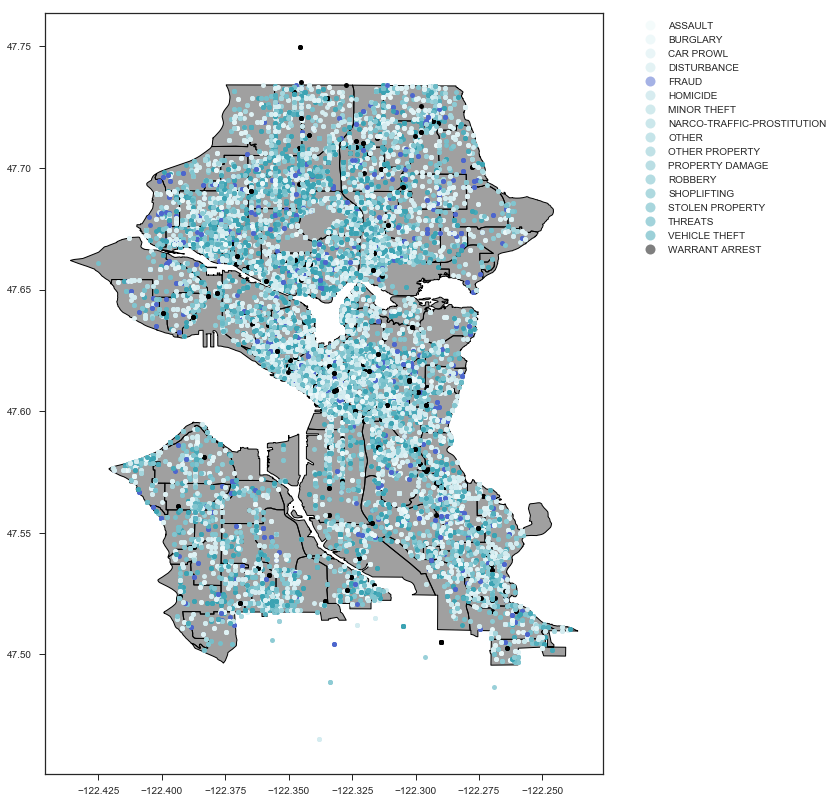 47.75
47.70
47.65
47.60
47.55
47.50
−122.425
−122.400
−122.375
−122.350
−122.325
−122.300
−122.275
−122.250
ASSAULT
BURGLARY
CAR PROWL
DISTURBANCE
FRAUD
HOMICIDE
MINOR THEFT
NARCO-TRAFFIC-PROSTITUTION
OTHER
OTHER PROPERTY
PROPERTY DAMAGE
ROBBERY
SHOPLIFTING
STOLEN PROPERTY
THREATS
VEHICLE THEFT
WARRANT ARREST